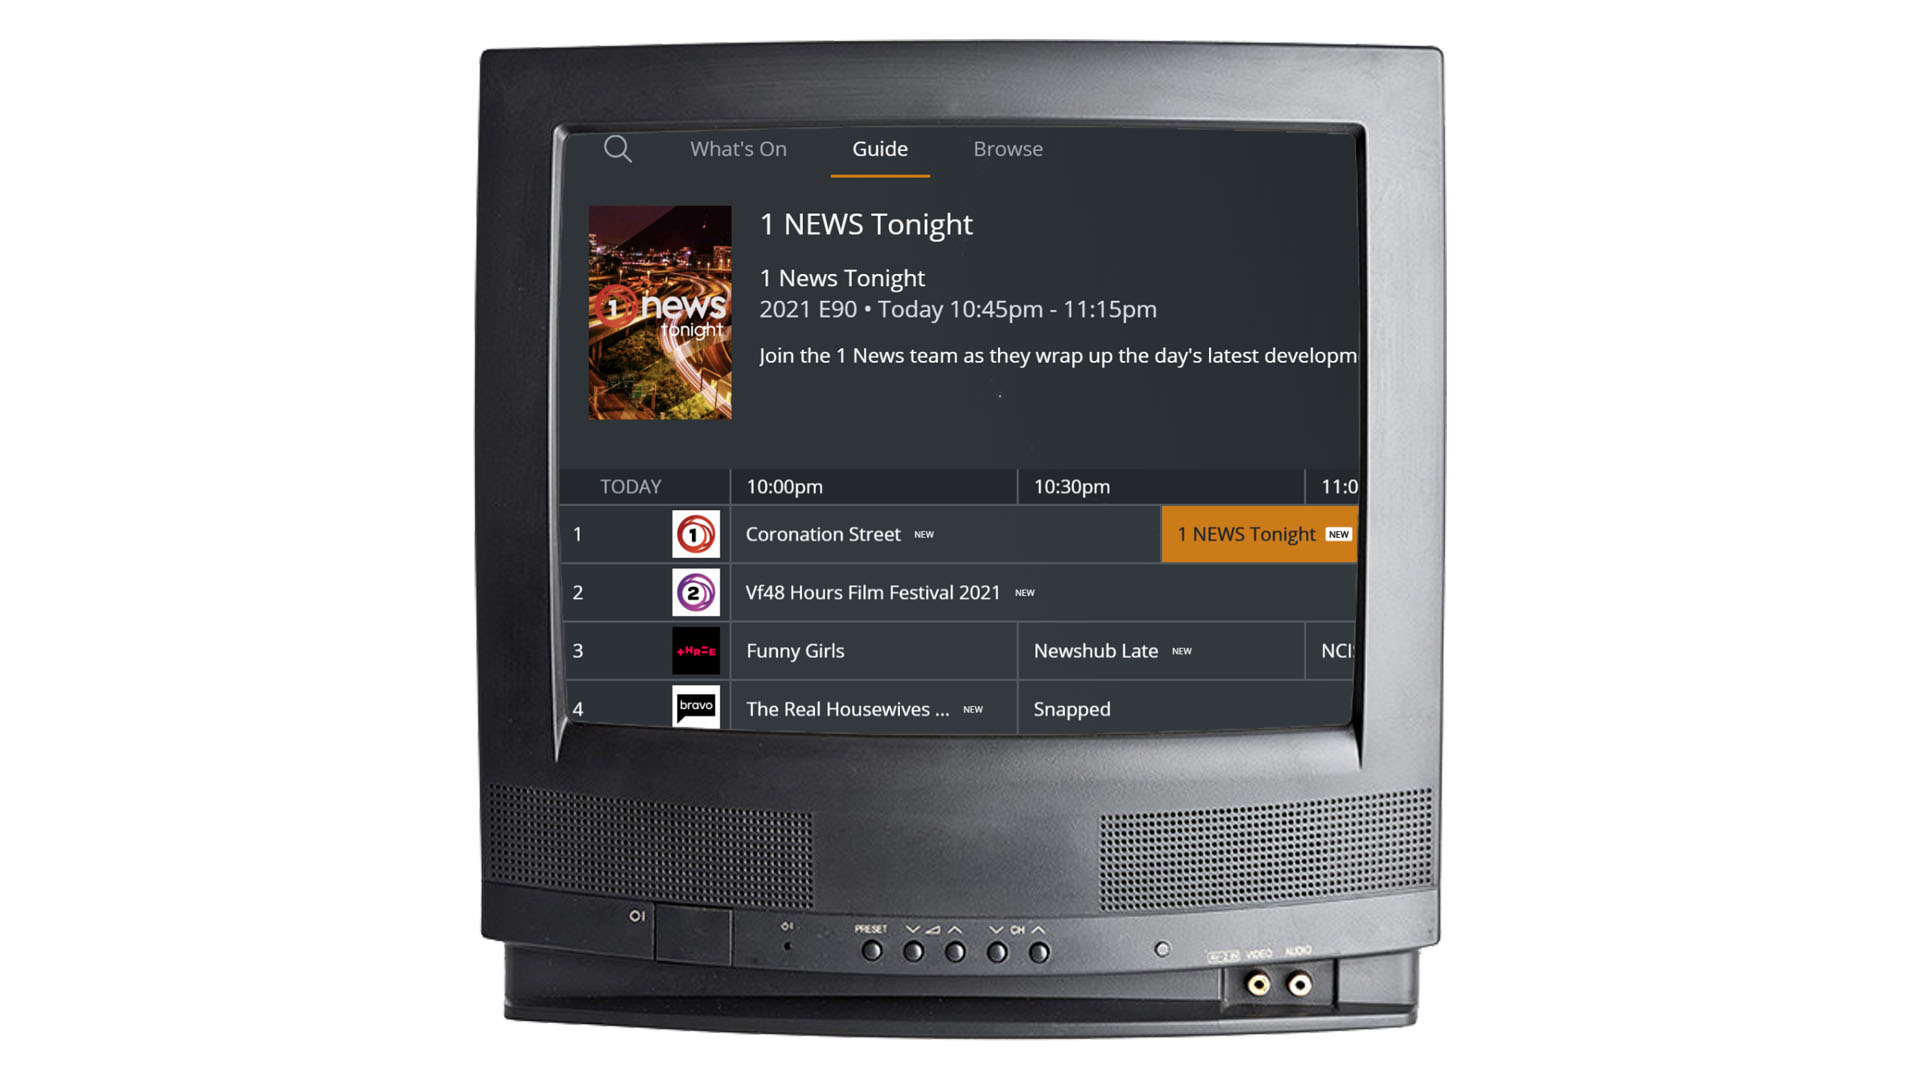 What's On Guide Browse
1 NEWS Tonight
1 News Tonight
2021 E90 • Today 10:45pm - 11:15pm
Join the 1 News team as they wrap up the day's latest developm
1 news
tonight
TODAY 10:00pm 10:30pm 11:0
1 1 Coronation Street NEW 1 NEWS Tonight NEW
2 2 Vf48 Hours Film Festival 2021 NEW
3 +HREE Funny Girls Newshub Late NEW NCI
4 bravo The Real Housewives ... NEW Snapped
PRESET CH
VIDEO AUDIO